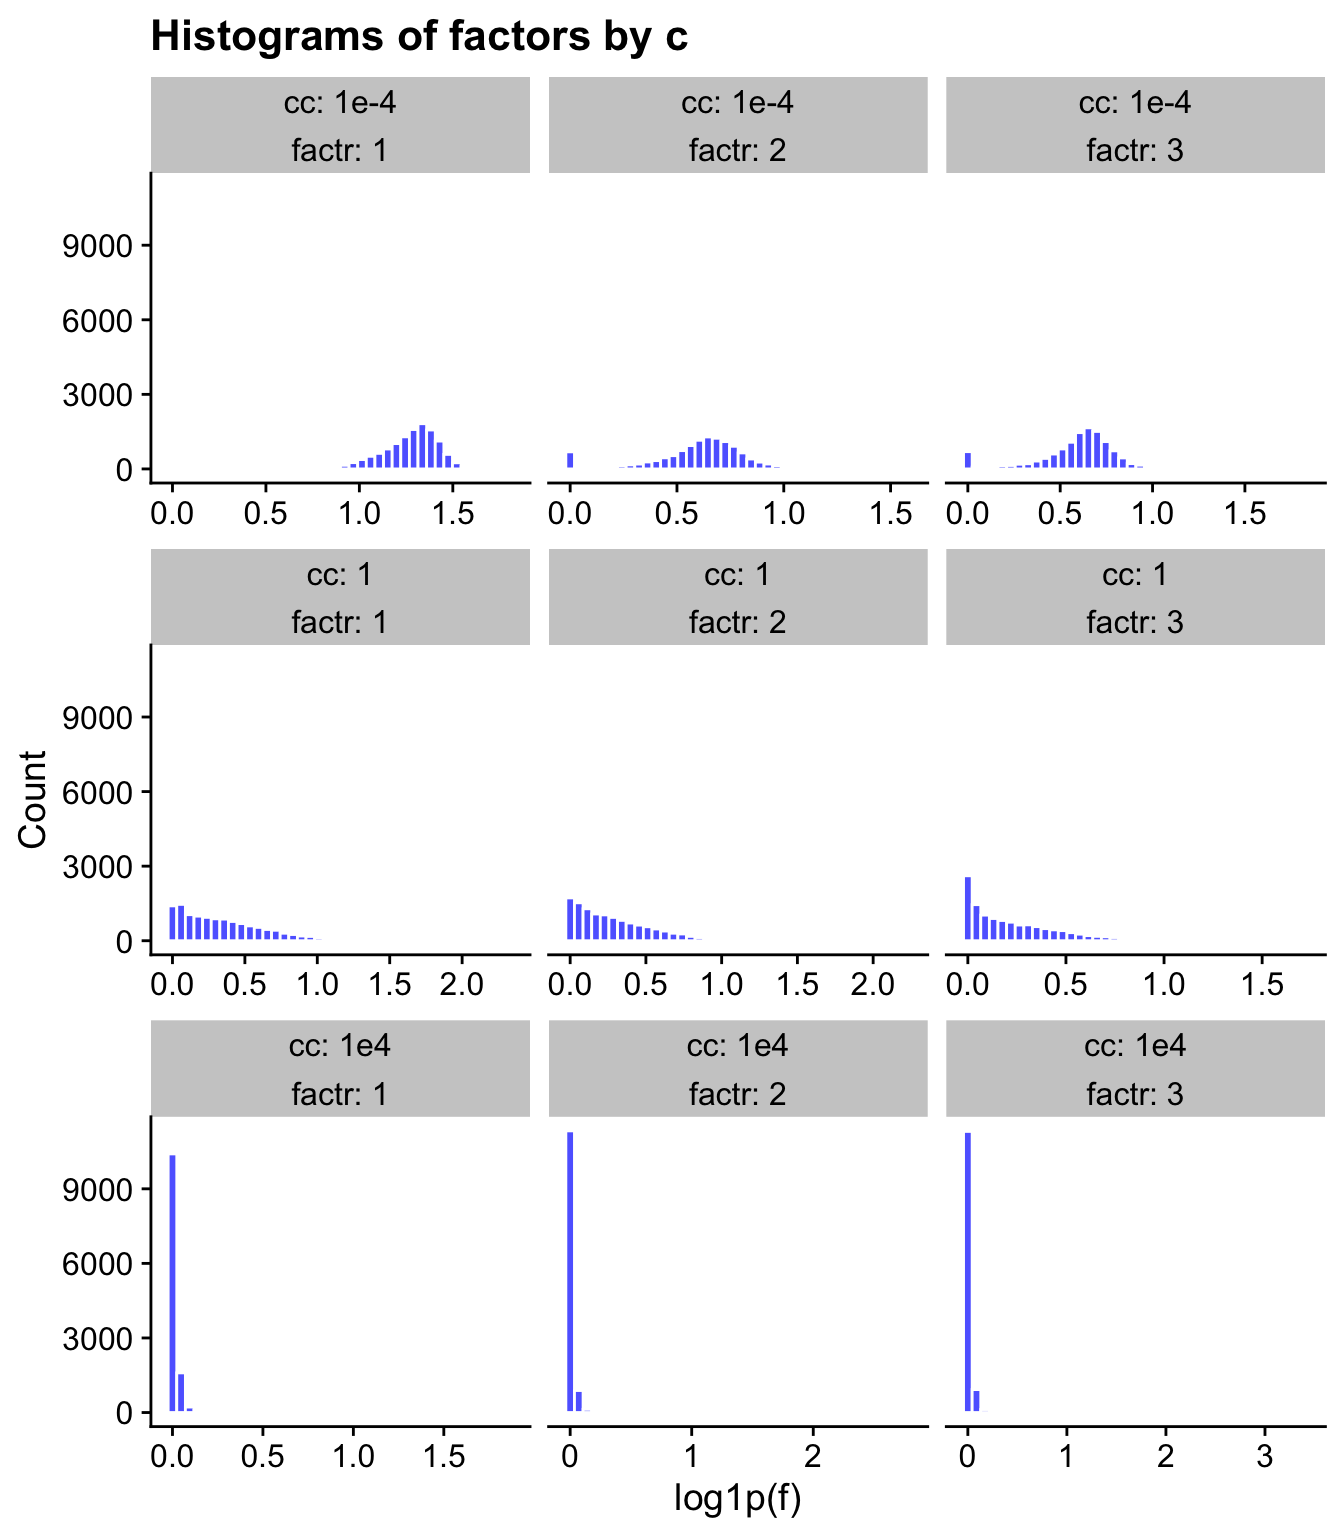 Histograms of factors by c
cc: 1e-4 cc: 1e-4 cc: 1e-4
factr: 1 factr: 2 factr: 3
9000
6000
3000
0
0.0 0.5 1.0 1.5 0.0 0.5 1.0 1.5 0.0 0.5 1.0 1.5
cc: 1 cc: 1 cc: 1
factr: 1 factr: 2 factr: 3
9000
6000
3000
0
Count
0.0 0.5 1.0 1.5 2.0 0.0 0.5 1.0 1.5 2.0 0.0 0.5 1.0 1.5
cc: 1e4 cc: 1e4 cc: 1e4
factr: 1 factr: 2 factr: 3
9000
6000
3000
0
0.0 0.5 1.0 1.5 0 1 2 0 1 2 3
log1p(f)